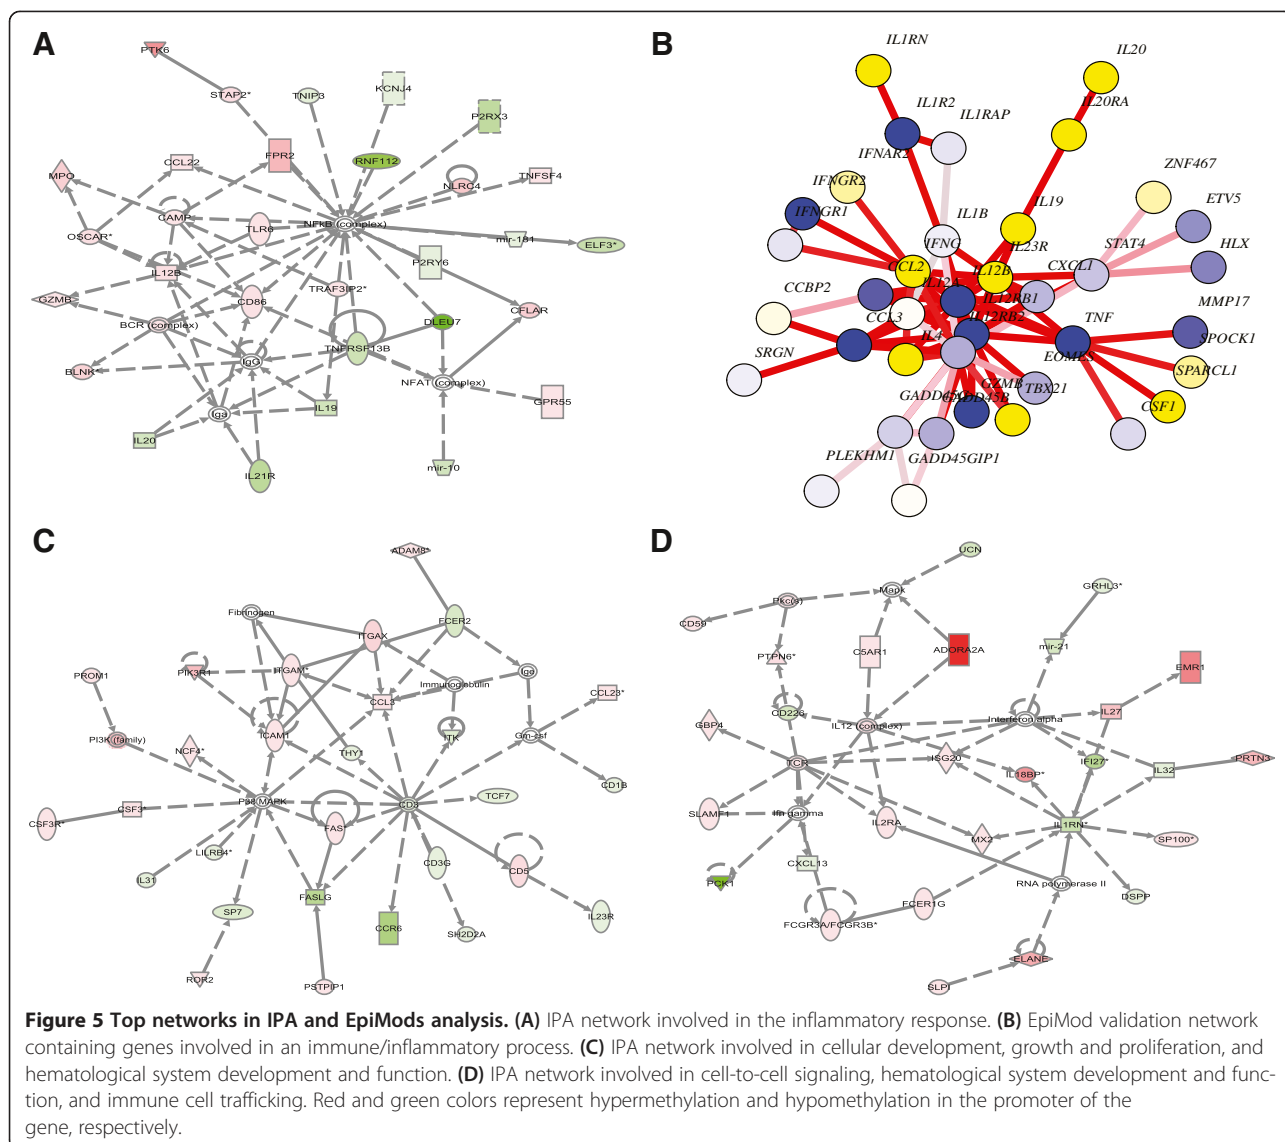 A
PTK6
STAP2*
TNIP3
KCNJ4
P2RX3
FPR2
CCL22
RNF112
MPO
NLRC4
TNFSF4
CAMP
TLR6
NFkB (complex)
OSCAR*
mir-181
ELF3*
IL12B
P2RY6
TRAF3IP2*
GZMB
CD86
CFLAR
BCR (complex)
DLEU7
TNFRSF13B
IgG
BLNK*
NFAT (complex)
GPR55
Iga
IL19
IL20
IL21R
mir-10
B
IL1RN
IL20
IL1R2
IL1RAP
IL20RA
IFNAR2
ZNF467
IFNGR2
IL19
ETV5
IFNGR1
IL1B
STAT4
IFNG
IL23R
HLX
CCL2
IL12B
CXCL1
CCBP2
IL12A
IL12RB1
MMP17
CCL3
IL12RB2
TNF
SPOCK1
SRGN
IL4
EOMES
SPARCL1
GZMB
TBX21
GADD45G
GADD45B
CSF1
PLEKHM1
GADD45GIP1
C
ADAM8*
Fibrinogen
FCER2
ITGAX
PROM1
PIK3R1
ITGAM*
Immunoglobulin
Ige
CCL3
CCL23*
PI3K (family)
ICAM1
ITK
Gm-csf
NCF4*
THY1
CD1B
P38 MAPK
CD3
TCF7
CSF3*
CSF3R*
FAS*
LILRB4*
CD3G
CD5
IL31
FASLG
SP7
CCR6
SH2D2A
IL23R
ROR2
PSTPIP1
D
UCN
Mapk
GRHL3*
Pkc(s)
CD59
PTPN6*
C5AR1
ADORA2A
mir-21
EMR1
CD226
IL27
GBP4
IL12 (complex)
Interferon alpha
TCR
ISG20
IFI27*
IL18BP*
IL32
PRTN3
SLAMF1
Ifn gamma
IL2RA
MX2
IL1RN*
SP100*
CXCL13
PCK1
RNA polymerase II
DSPP
FCER1G
FCGR3A/FCGR3B*
ELANE
SLPI
Figure 5 Top networks in IPA and EpiMods analysis. (A) IPA network involved in the inflammatory response. (B) EpiMod validation network
containing genes involved in an immune/inflammatory process. (C) IPA network involved in cellular development, growth and proliferation, and
hematological system development and function. (D) IPA network involved in cell-to-cell signaling, hematological system development and func-
tion, and immune cell trafficking. Red and green colors represent hypermethylation and hypomethylation in the promoter of the
gene, respectively.